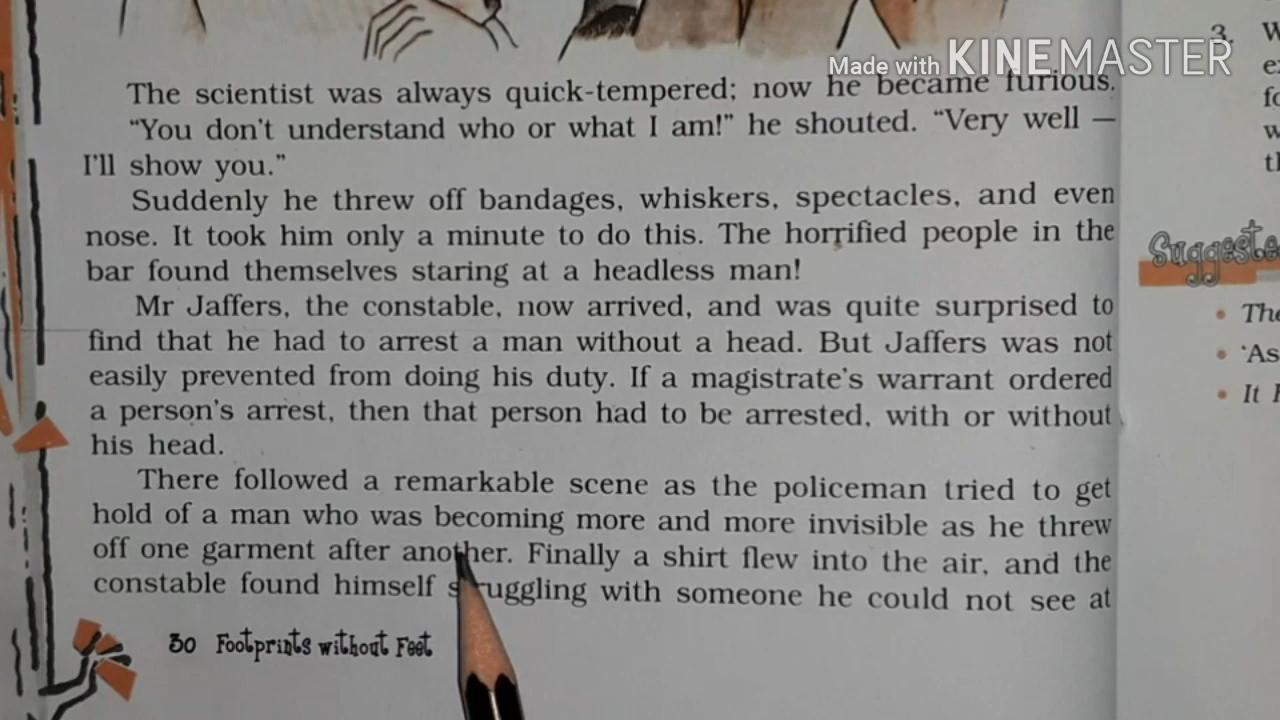 Made with KINEMASTER
The scientist was always quick-tempered; now he became furious.
“You don't understand who or what I am!” he shouted. “Very well —
I'll show you.”
Suddenly he threw off bandages, whiskers, spectacles, and even
nose. It took him only a minute to do this. The horrified people in the
bar found themselves staring at a headless man!
Mr Jaffers, the constable, now arrived, and was quite surprised to
find that he had to arrest a man without a head. But Jaffers was not
easily prevented from doing his duty. If a magistrate's warrant ordered
a person's arrest, then that person had to be arrested, with or without
his head.
There followed a remarkable scene as the policeman tried to get
hold of a man who was becoming more and more invisible as he threw
off one garment after another. Finally a shirt flew into the air, and the
constable found himself struggling with someone he could not see at
30 Footprints without Feet
3.
The
‘As
It